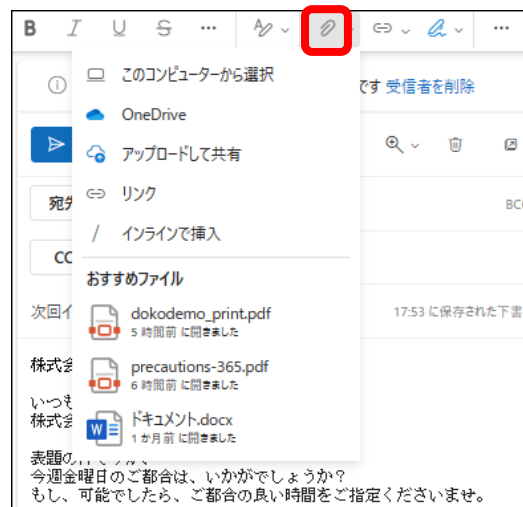 B I U S ...
このコンピューターから選択
です 受信者を削除
OneDrive
アップロードして共有
宛先
リンク
BCC
インラインで挿入
CC
おすすめファイル
次回イ
dokodemo_print.pdf
5 時間前 に開きました
17:53 に保存された下書
precautions-365.pdf
6 時間前 に開きました
株式会
いつも
株式会
ドキュメント.docx
1 か月前 に開きました
表題の件ですが、
今週金曜日のご都合は、いかがでしょうか？
もし、可能でしたら、ご都合の良い時間をご指定くださいませ。